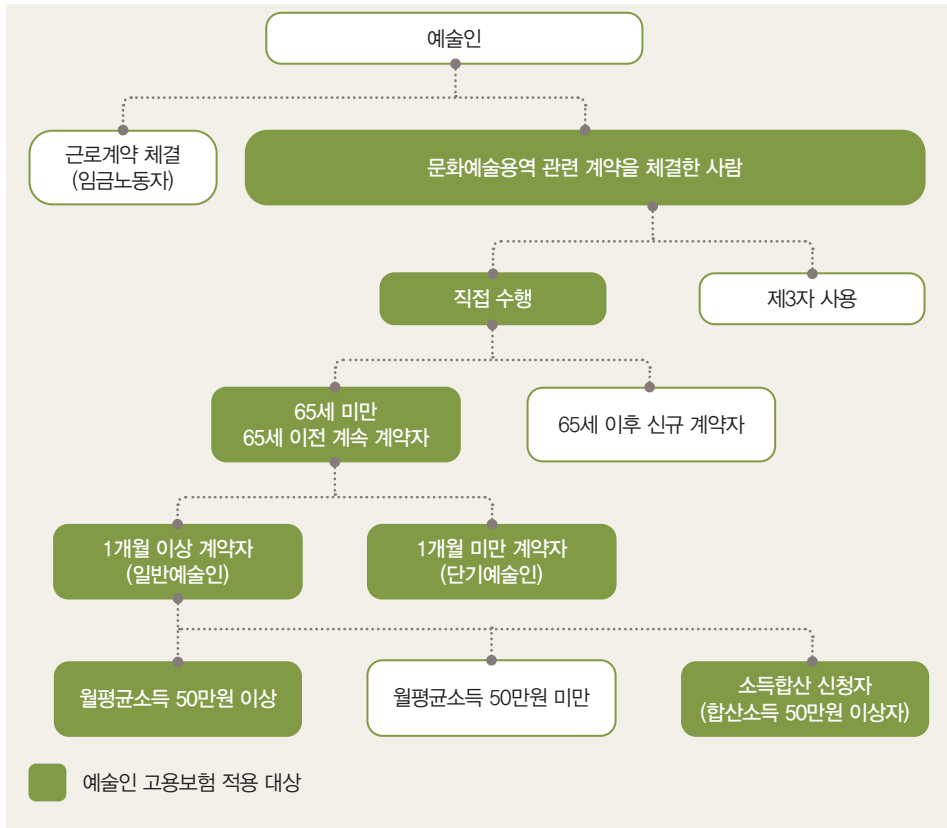 예술인
근로계약 체결
(임금노동자)
문화예술용역 관련 계약을 체결한 사람
직접 수행
제3자 사용
65세 미만
65세 이전 계속 계약자
65세 이후 신규 계약자
1개월 이상 계약자
(일반예술인)
1개월 미만 계약자
(단기예술인)
월평균소득 50만원 이상
월평균소득 50만원 미만
소득합산 신청자
(합산소득 50만원 이상자)
예술인 고용보험 적용 대상